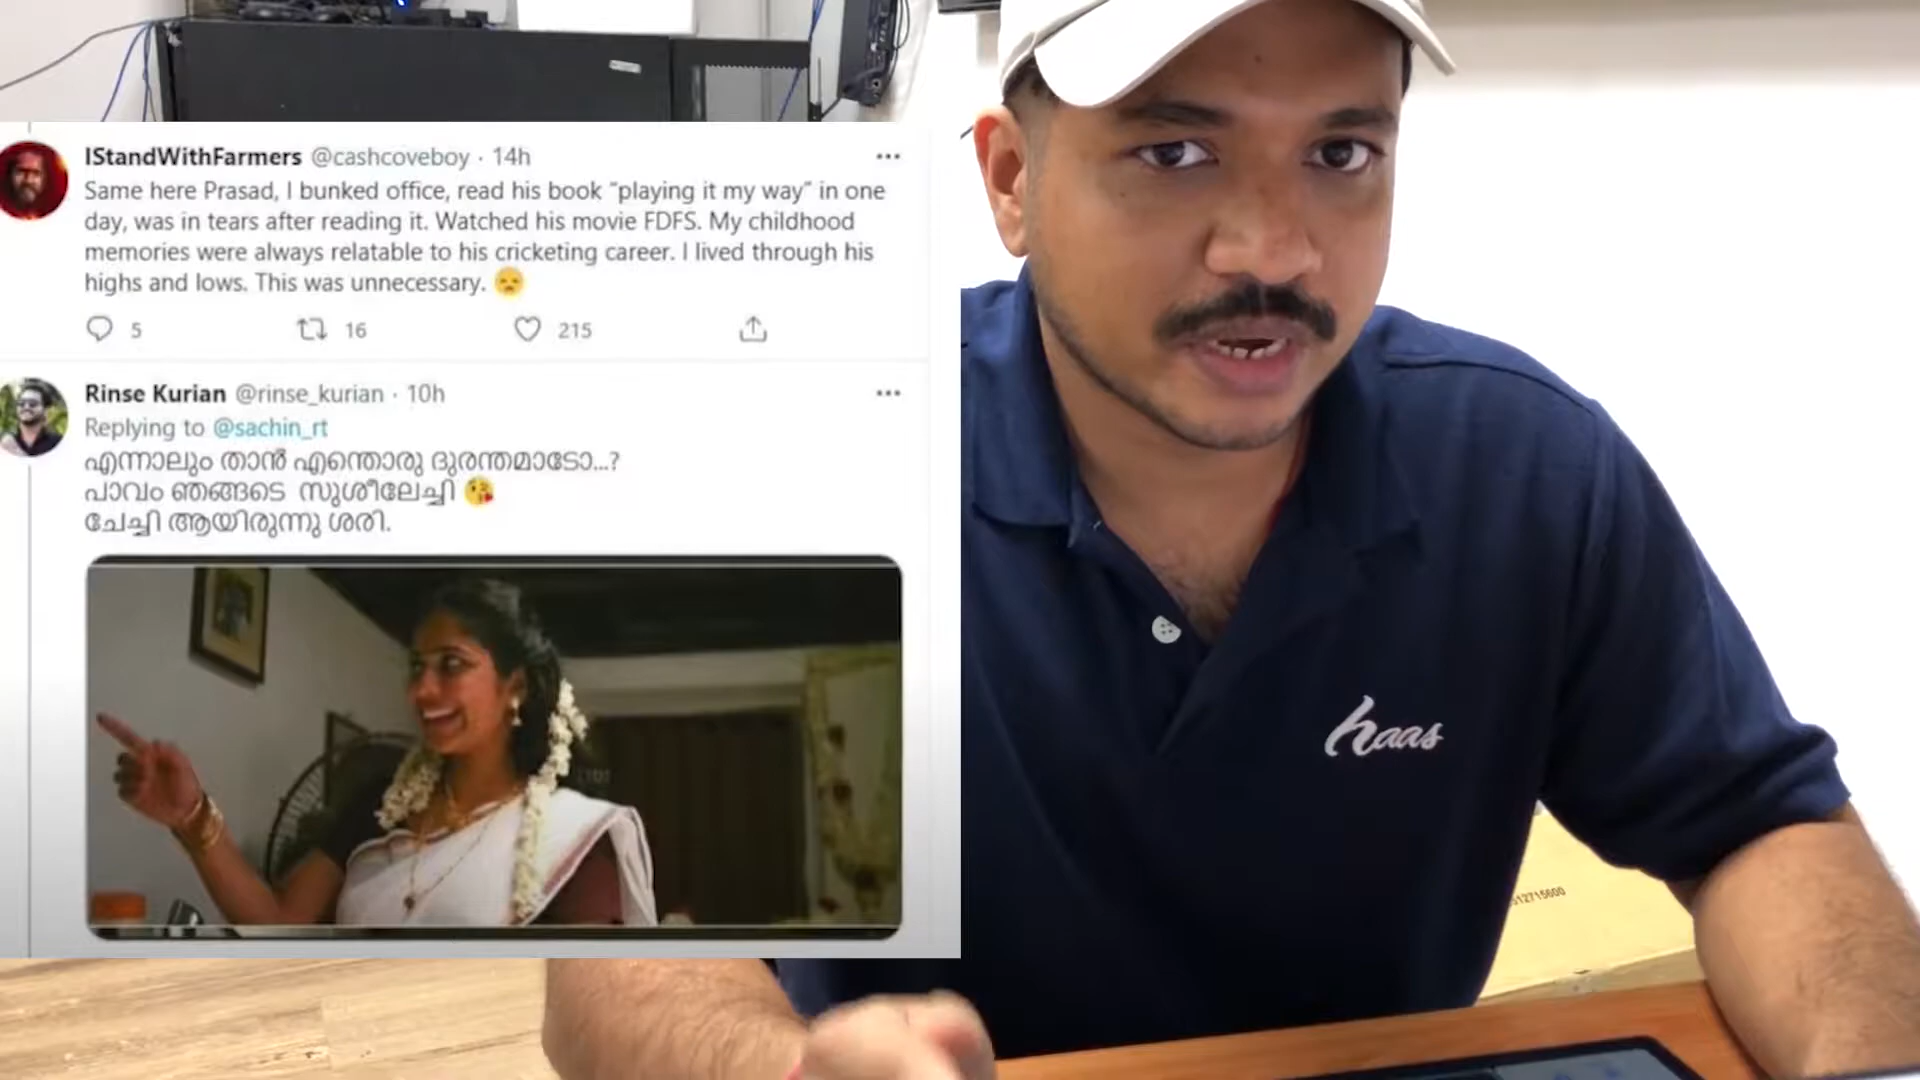 IStandWithFarmers @cashcoveboy · 14h
Same here Prasad, I bunked office, read his book “playing it my way” in one
day, was in tears after reading it. Watched his movie FDFS. My childhood
memories were always relatable to his cricketing career. I lived through his
highs and lows. This was unnecessary. 😞
5 16 215
Rinse Kurian @rinse_kurian · 10h
Replying to @sachin_rt
എന്നാലും താൻ എന്തൊരു ദുരന്തമാടോ...?
പാവം ഞങ്ങടെ സുശീലേച്ചി 😘
ചേച്ചി ആയിരുന്നു ശരി.
haas